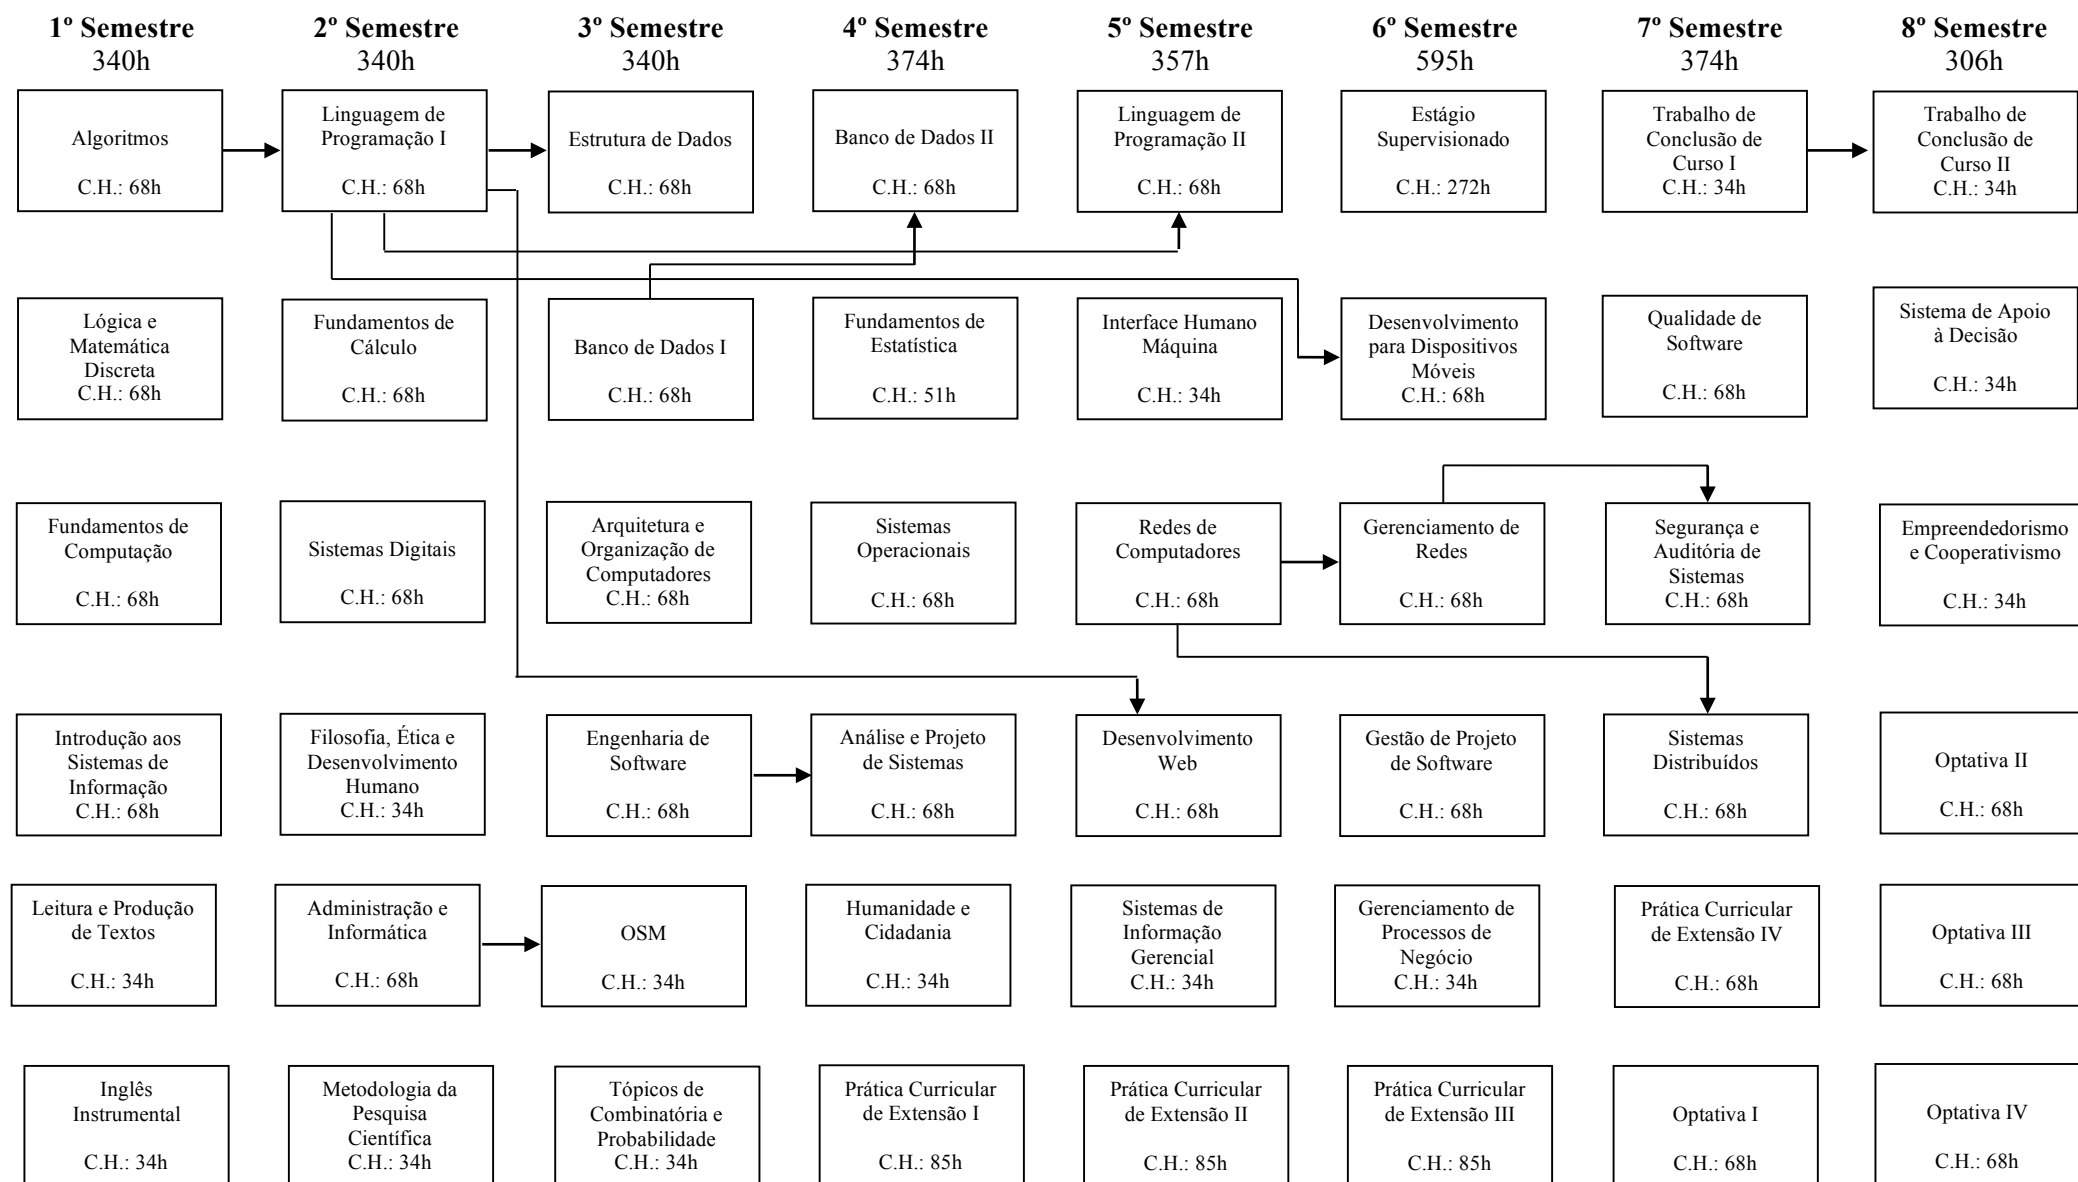 1º Semestre
340h
2º Semestre
340h
3º Semestre
340h
4º Semestre
374h
5º Semestre
357h
6º Semestre
595h
7º Semestre
374h
8º Semestre
306h
Algoritmos
C.H.: 68h
Linguagem de
Programação I
C.H.: 68h
Estrutura de Dados
C.H.: 68h
Banco de Dados II
C.H.: 68h
Linguagem de
Programação II
C.H.: 68h
Estágio
Supervisionado
C.H.: 272h
Trabalho de
Conclusão de
Curso I
C.H.: 34h
Trabalho de
Conclusão de
Curso II
C.H.: 34h
Lógica e
Matemática
Discreta
C.H.: 68h
Fundamentos de
Cálculo
C.H.: 68h
Banco de Dados I
C.H.: 68h
Fundamentos de
Estatística
C.H.: 51h
Interface Humano
Máquina
C.H.: 34h
Desenvolvimento
para Dispositivos
Móveis
C.H.: 68h
Qualidade de
Software
C.H.: 68h
Sistema de Apoio
à Decisão
C.H.: 34h
Fundamentos de
Computação
C.H.: 68h
Sistemas Digitais
C.H.: 68h
Arquitetura e
Organização de
Computadores
C.H.: 68h
Sistemas
Operacionais
C.H.: 68h
Redes de
Computadores
C.H.: 68h
Gerenciamento de
Redes
C.H.: 68h
Segurança e
Auditória de
Sistemas
C.H.: 68h
Empreendedorismo
e Cooperativismo
C.H.: 34h
Introdução aos
Sistemas de
Informação
C.H.: 68h
Filosofia, Ética e
Desenvolvimento
Humano
C.H.: 34h
Engenharia de
Software
C.H.: 68h
Análise e Projeto
de Sistemas
C.H.: 68h
Desenvolvimento
Web
C.H.: 68h
Gestão de Projeto
de Software
C.H.: 68h
Sistemas
Distribuídos
C.H.: 68h
Optativa II
C.H.: 68h
Leitura e Produção
de Textos
C.H.: 34h
Administração e
Informática
C.H.: 68h
OSM
C.H.: 34h
Humanidade e
Cidadania
C.H.: 34h
Sistemas de
Informação
Gerencial
C.H.: 34h
Gerenciamento de
Processos de
Negócio
C.H.: 34h
Prática Curricular
de Extensão IV
C.H.: 68h
Optativa III
C.H.: 68h
Inglês
Instrumental
C.H.: 34h
Metodologia da
Pesquisa
Científica
C.H.: 34h
Tópicos de
Combinatória e
Probabilidade
C.H.: 34h
Prática Curricular
de Extensão I
C.H.: 85h
Prática Curricular
de Extensão II
C.H.: 85h
Prática Curricular
de Extensão III
C.H.: 85h
Optativa I
C.H.: 68h
Optativa IV
C.H.: 68h